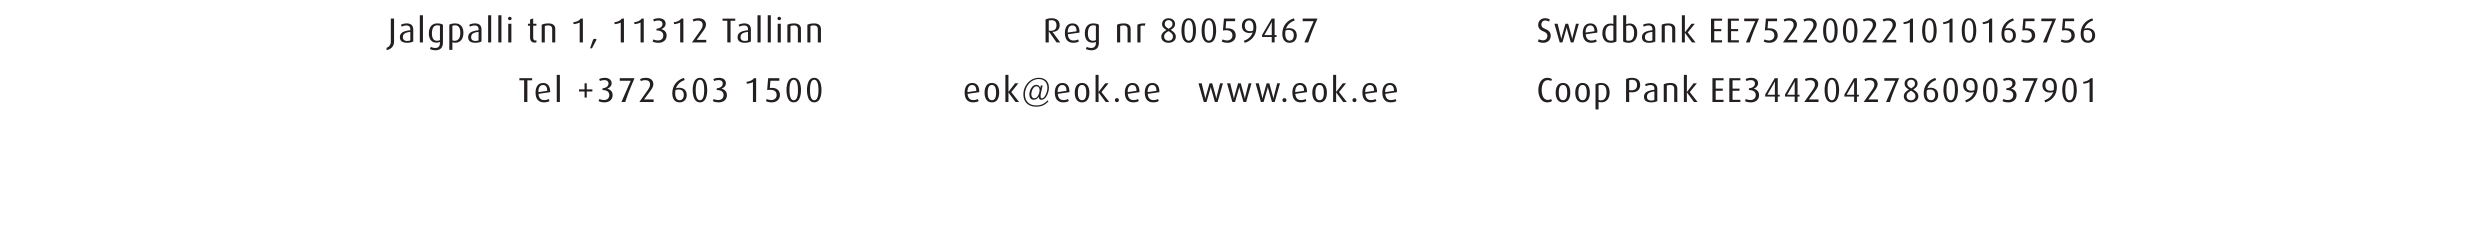 Jalgpalli tn 1, 11312 Tallinn Reg nr 80059467 Swedbank EE752200221010165756
Tel +372 603 1500 eok@eok.ee www.eok.ee Coop Pank EE344204278609037901